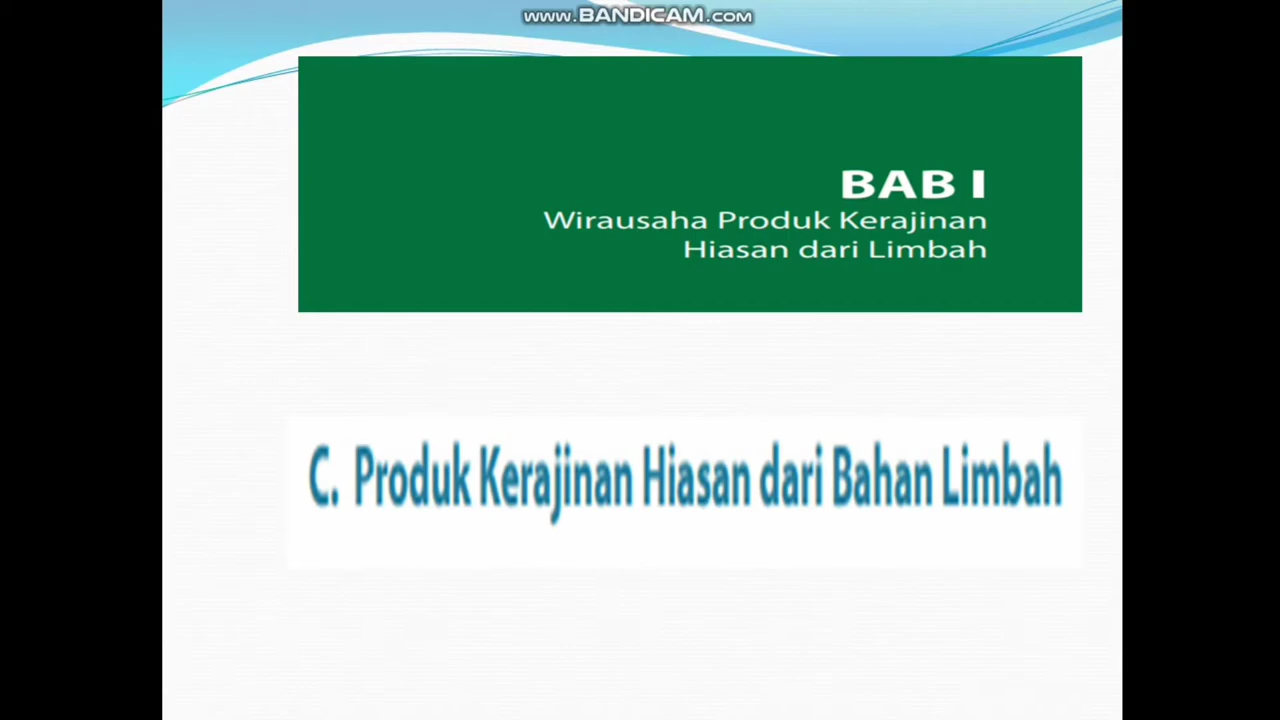 www.BANDICAM.com
BAB I
Wirausaha Produk Kerajinan
Hiasan dari Limbah
C. Produk Kerajinan Hiasan dari Bahan Limbah